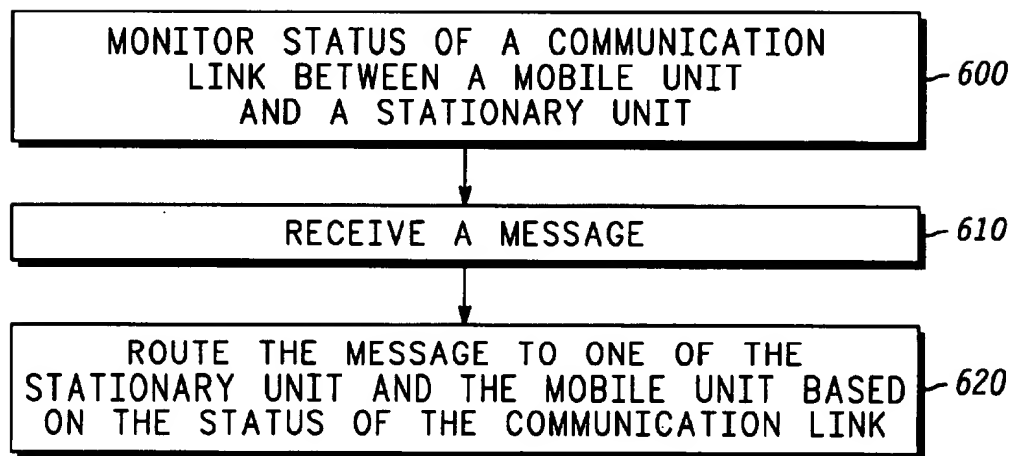 MONITOR STATUS OF A COMMUNICATION
LINK BETWEEN A MOBILE UNIT
AND A STATIONARY UNIT
600
RECEIVE A MESSAGE
610
ROUTE THE MESSAGE TO ONE OF THE
STATIONARY UNIT AND THE MOBILE UNIT BASED
ON THE STATUS OF THE COMMUNICATION LINK
620